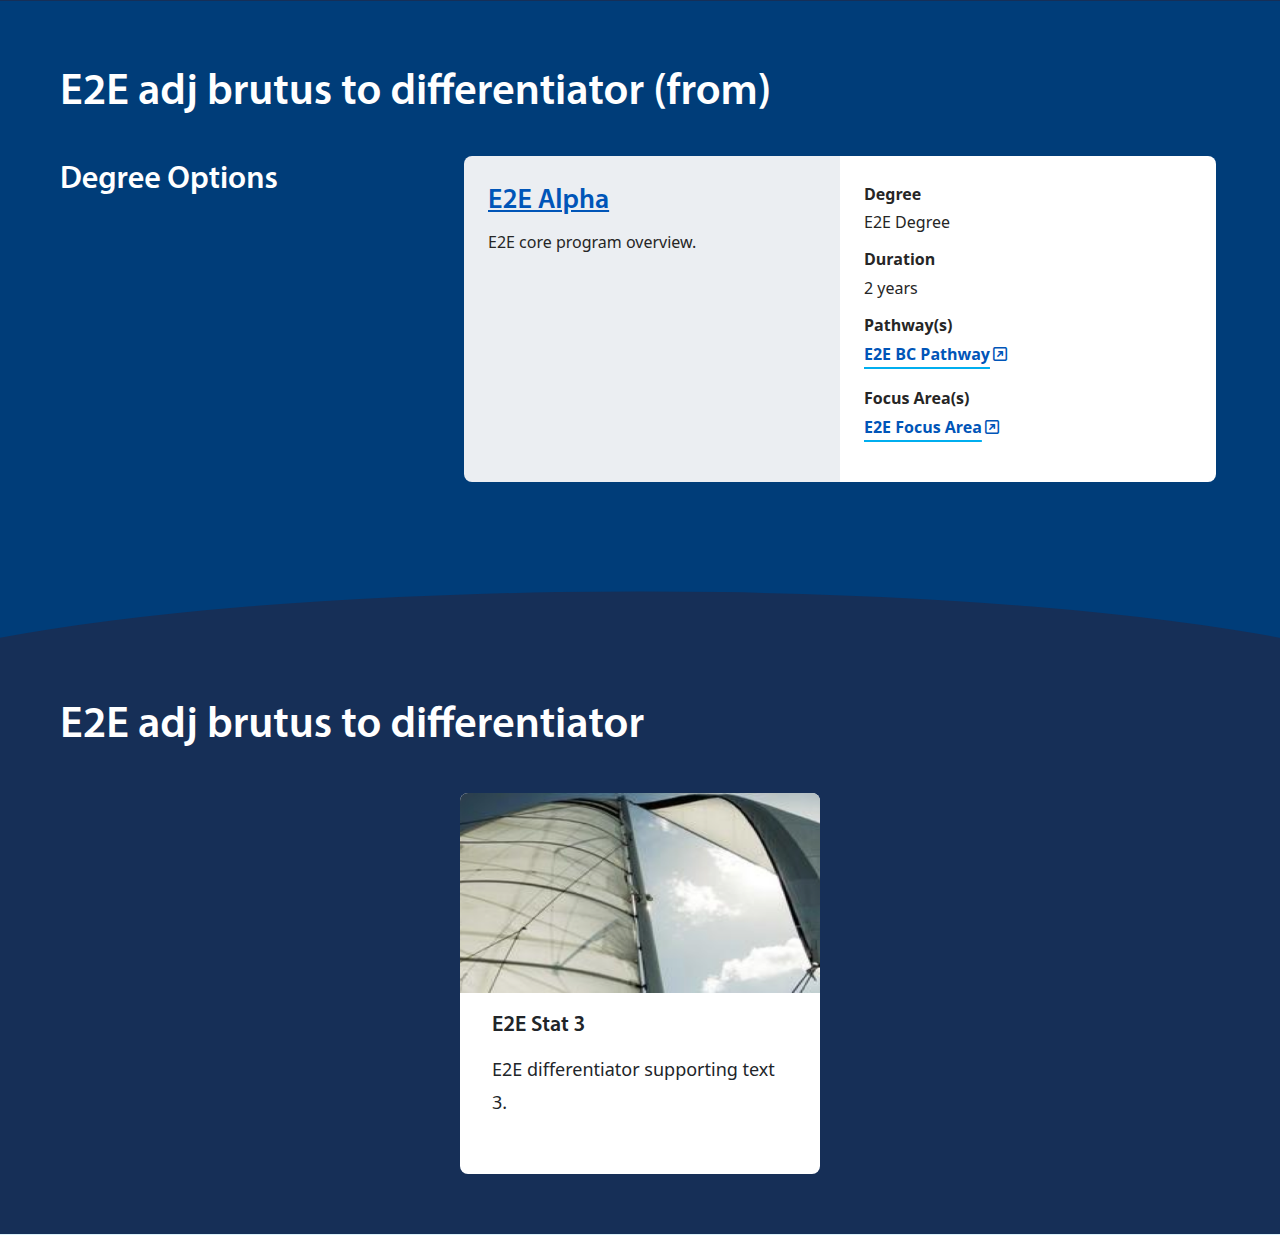 E2E adj brutus to differentiator (from)
Degree Options
E2E Alpha
E2E core program overview.
Degree
E2E Degree
Duration
2 years
Pathway(s)
E2E BC Pathway
Focus Area(s)
E2E Focus Area
E2E adj brutus to differentiator
E2E Stat 3
E2E differentiator supporting text
3.